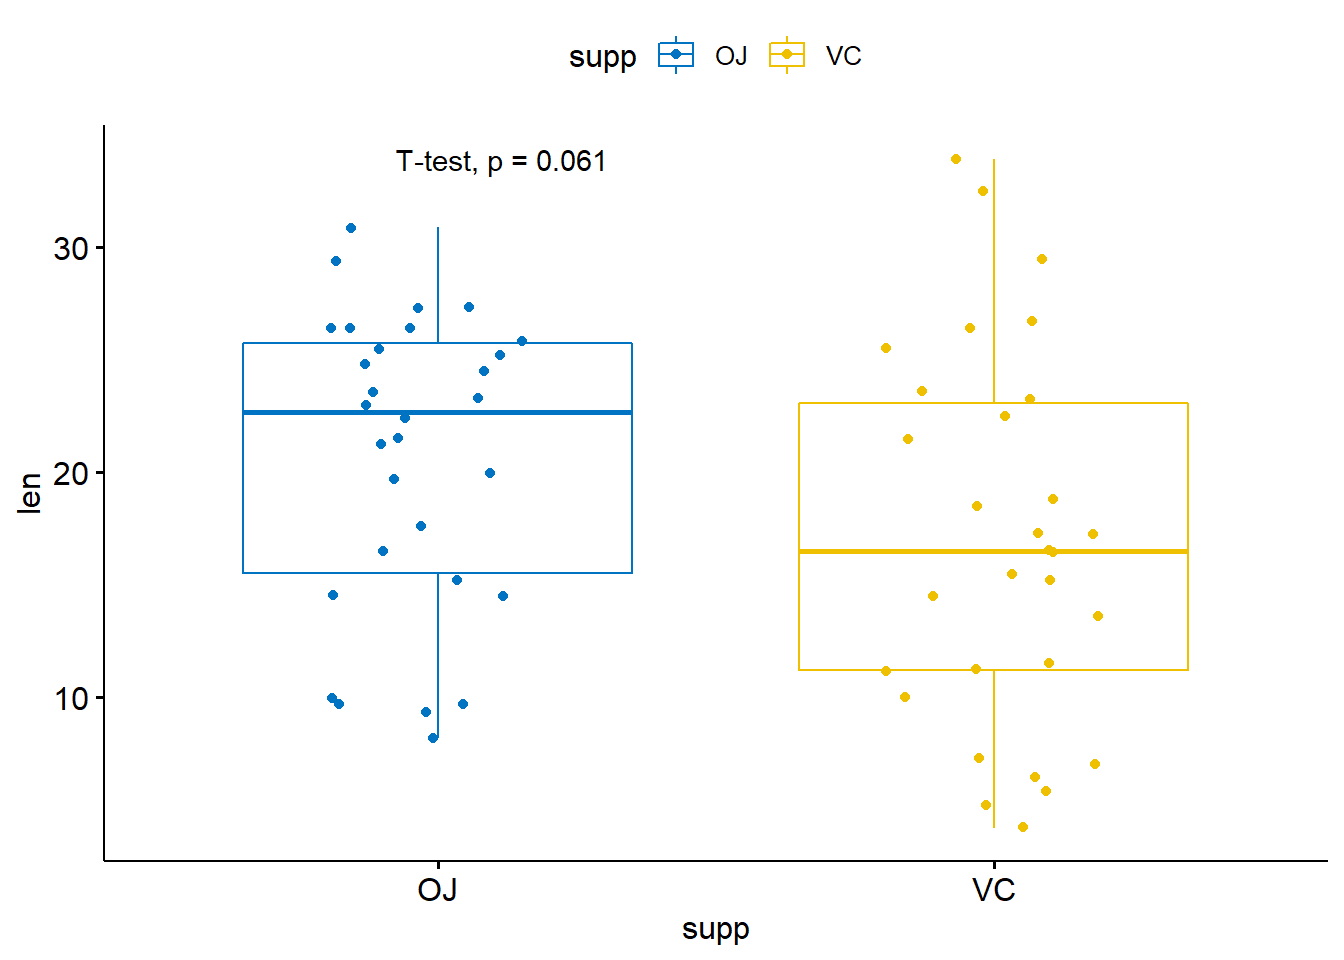 supp OJ VC
T-test, p = 0.061
30
20
10
len
OJ VC
supp